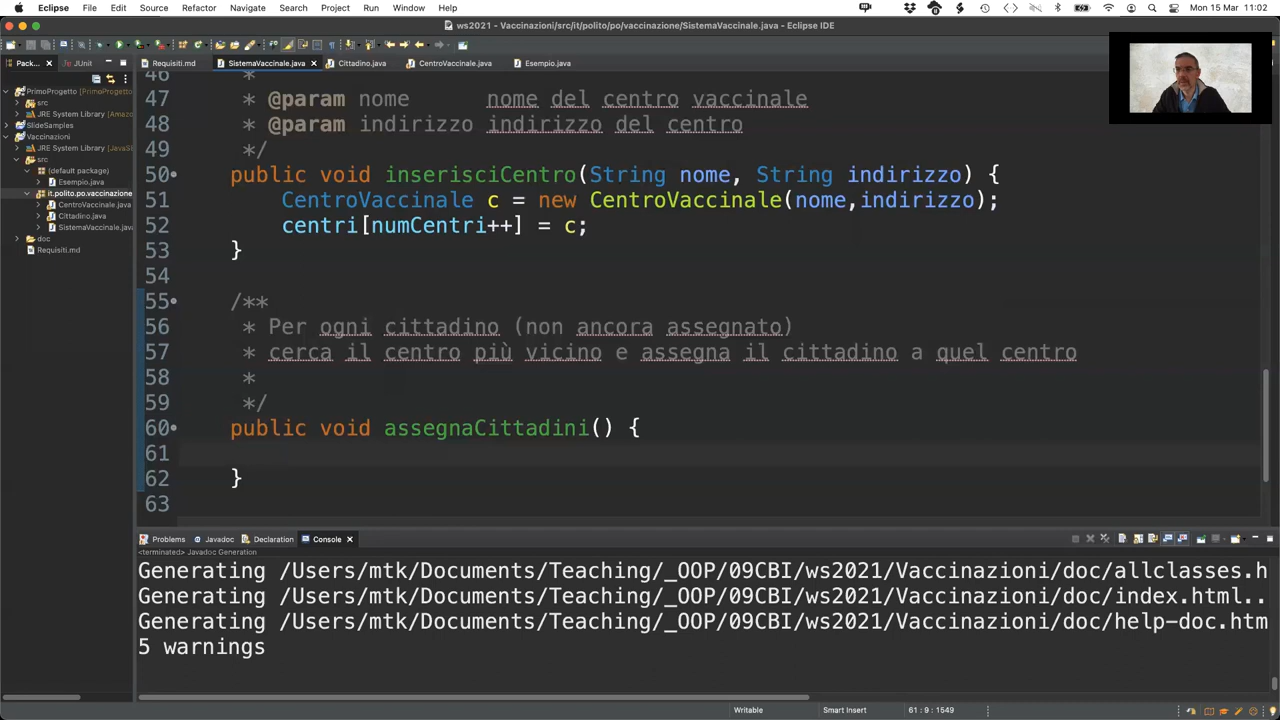 Eclipse File Edit Source Refactor Navigate Search Project Run Window Help Mon 15 Mar 11:02
ws2021 - Vaccinazioni/src/it/polito/po/vaccinazione/SistemaVaccinale.java - Eclipse IDE
Pack... JUnit
Requisiti.md SistemaVaccinale.java Cittadino.java CentroVaccinale.java Esempio.java
PrimoProgetto (PrimoProgetto)
src
JRE System Library [Amazo
SlideSamples
Vaccinazioni
JRE System Library [JavaS
src
(default package)
Esempio.java
it.polito.po.vaccinazione
CentroVaccinale.java
Cittadino.java
SistemaVaccinale.java
doc
Requisiti.md
46 *
47 * @param nome nome del centro vaccinale
48 * @param indirizzo indirizzo del centro
49 */
50 public void inserisciCentro(String nome, String indirizzo) {
51 CentroVaccinale c = new CentroVaccinale(nome,indirizzo);
52 centri[numCentri++] = c;
53 }
54
55 /**
56 * Per ogni cittadino (non ancora assegnato)
57 * cerca il centro più vicino e assegna il cittadino a quel centro
58 *
59 */
60 public void assegnaCittadini() {
61
62 }
63
Problems Javadoc Declaration Console
<terminated> Javadoc Generation
Generating /Users/mtk/Documents/Teaching/_OOP/09CBI/ws2021/Vaccinazioni/doc/allclasses.h
Generating /Users/mtk/Documents/Teaching/_OOP/09CBI/ws2021/Vaccinazioni/doc/index.html..
Generating /Users/mtk/Documents/Teaching/_OOP/09CBI/ws2021/Vaccinazioni/doc/help-doc.htm
5 warnings
Writable Smart Insert 61 : 9 : 1549